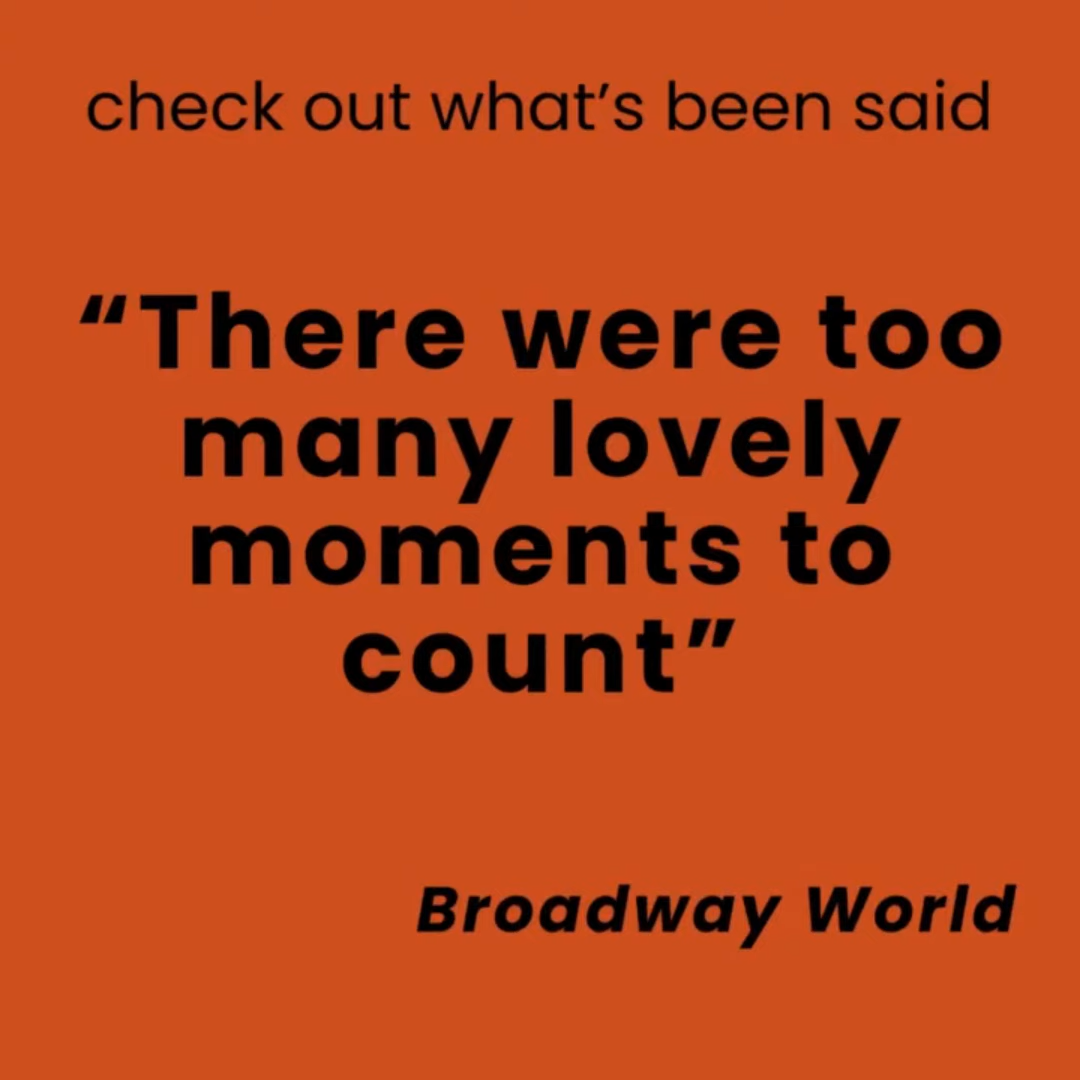 check out what’s been said
“There were too
many lovely
moments to
count”
Broadway World